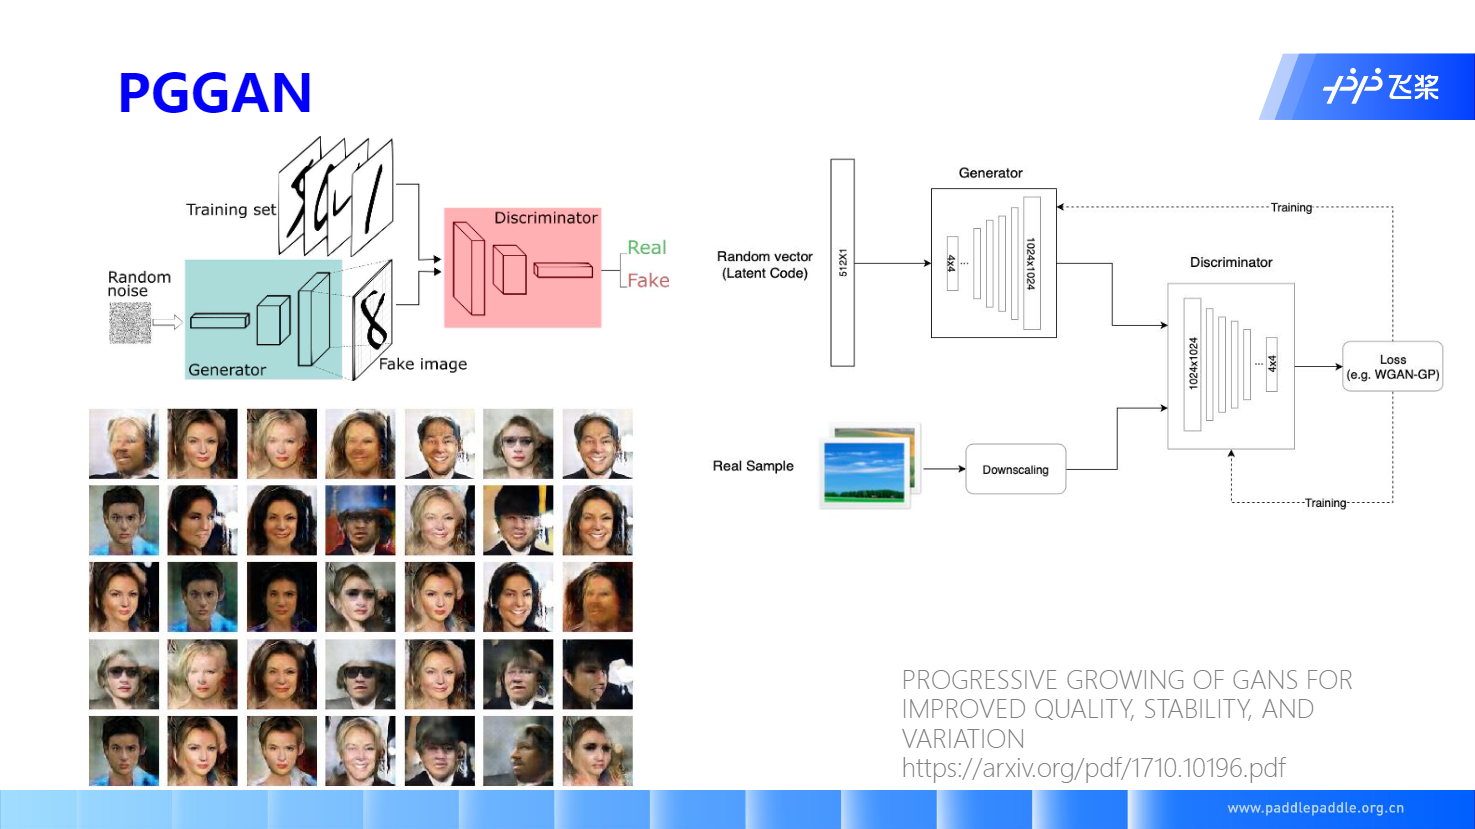 PGGAN
飞桨
Training set
Discriminator
Real
Fake
Random
noise
Generator
Fake image
Generator
Training
Random vector
(Latent Code)
512X1
4x4
...
1024x1024
Discriminator
1024x1024
...
4x4
Loss
(e.g. WGAN-GP)
Real Sample
Downscaling
Training
PROGRESSIVE GROWING OF GANS FOR
IMPROVED QUALITY, STABILITY, AND
VARIATION
https://arxiv.org/pdf/1710.10196.pdf
www.paddlepaddle.org.cn